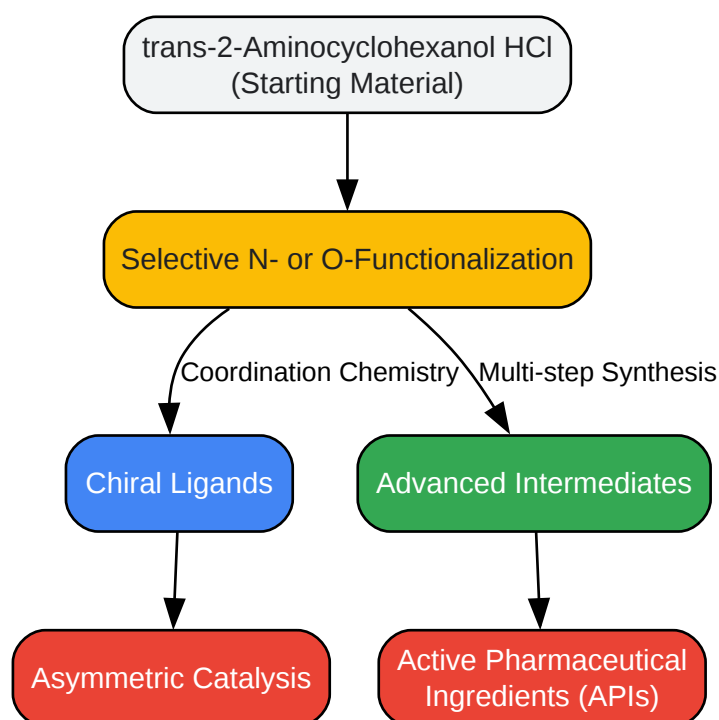 trans-2-Aminocyclohexanol HCl
(Starting Material)
Selective N- or O-Functionalization
Coordination Chemistry
Multi-step Synthesis
Chiral Ligands
Advanced Intermediates
Asymmetric Catalysis
Active Pharmaceutical
Ingredients (APIs)